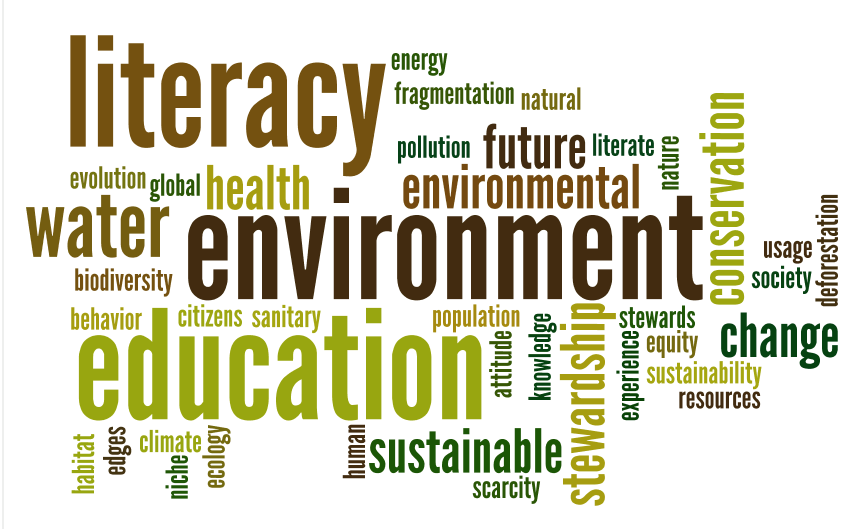 literacy
energy
fragmentation
natural
pollution
future
literate
nature
conservation
evolution
global
health
environmental
water
environment
usage
deforestation
biodiversity
society
behavior
citizens
sanitary
population
attitude
knowledge
stewardship
stewards
experience
equity
change
education
sustainability
resources
habitat
edges
climate
niche
ecology
human
sustainable
scarcity